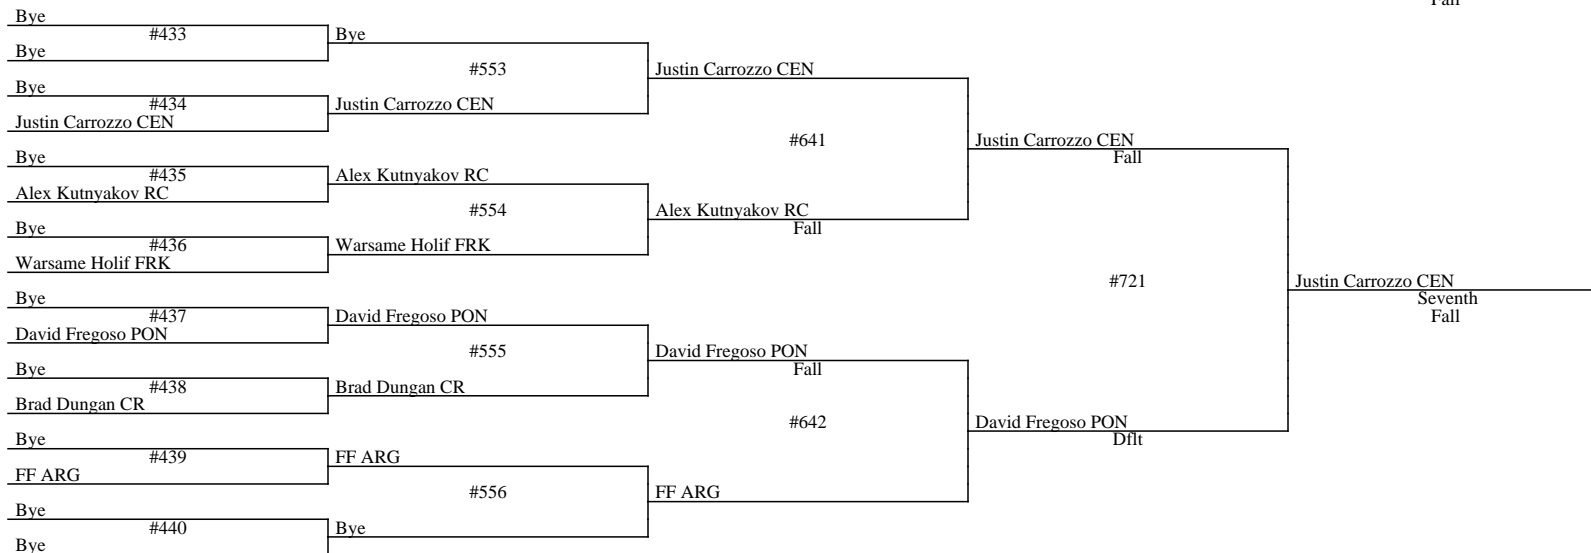 Fall
Bye
#433
Bye
Bye
#553
Justin Carrozzo CEN
Bye
#434
Justin Carrozzo CEN
Justin Carrozzo CEN
#641
Justin Carrozzo CEN
Fall
Bye
#435
Alex Kutnyakov RC
Alex Kutnyakov RC
#554
Alex Kutnyakov RC
Fall
Bye
#436
Warsame Holif FRK
Warsame Holif FRK
#721
Justin Carrozzo CEN
Seventh
Fall
Bye
#437
David Fregoso PON
David Fregoso PON
#555
David Fregoso PON
Fall
Bye
#438
Brad Dungan CR
Brad Dungan CR
#642
David Fregoso PON
Dflt
Bye
#439
FF ARG
FF ARG
#556
FF ARG
Bye
#440
Bye
Bye